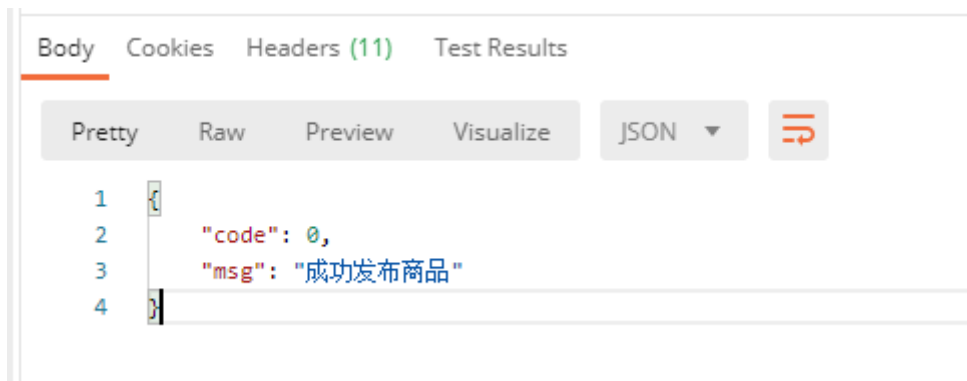 Body Cookies Headers (11) Test Results
Pretty Raw Preview Visualize JSON
1 {
2 "code": 0,
3 "msg": "成功发布商品"
4 }